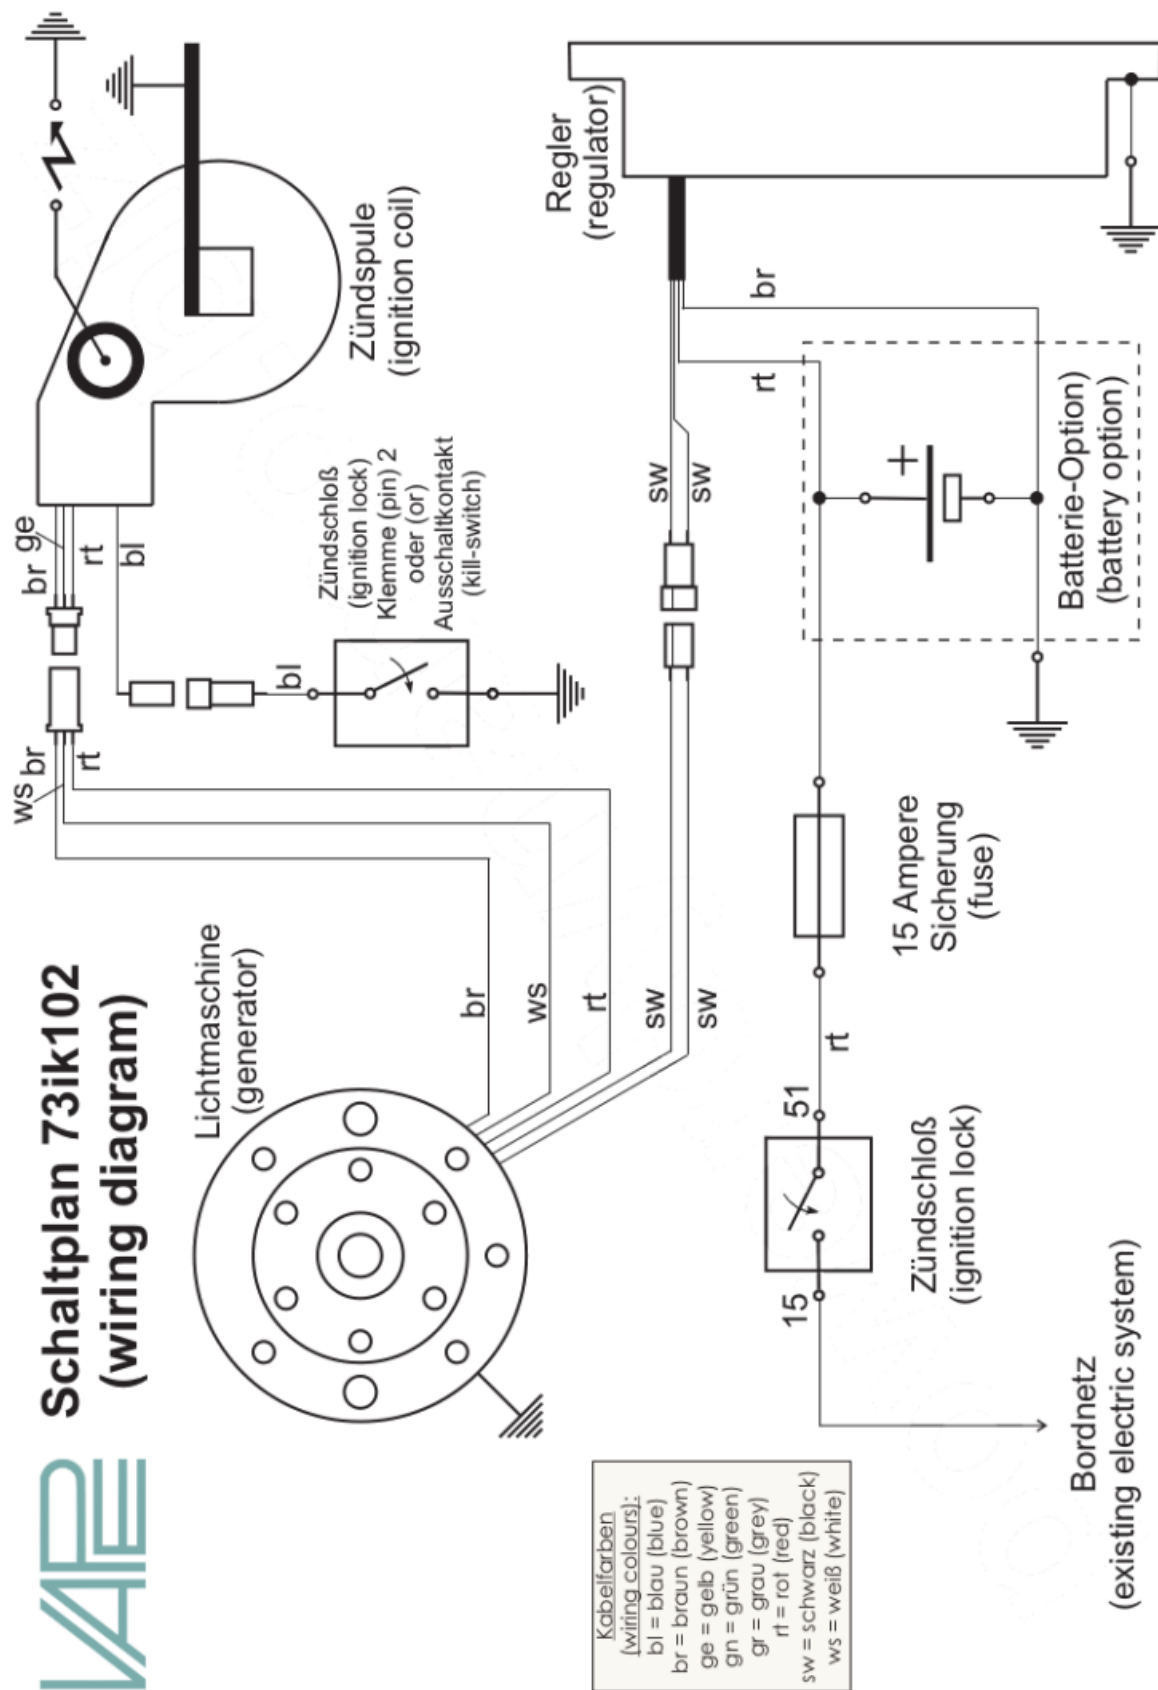 VAPE
Schaltplan 73ik102
(wiring diagram)
Lichtmaschine
(generator)
br
ws
rt
sw
sw
ws
br
rt
br
ge
rt
bl
bl
Zündschloß
(ignition lock)
Klemme (pin) 2
oder (or)
Ausschaltkontakt
(kill-switch)
Zündspule
(ignition coil)
Regler
(regulator)
sw
sw
rt
br
+
Batterie-Option)
(battery option)
15 Ampere
Sicherung
(fuse)
rt
51
15
Zündschloß
(ignition lock)
Bordnetz
(existing electric system)
Kabelfarben
(wiring colours):
bl = blau (blue)
br = braun (brown)
ge = gelb (yellow)
gn = grün (green)
gr = grau (grey)
rt = rot (red)
sw = schwarz (black)
ws = weiß (white)